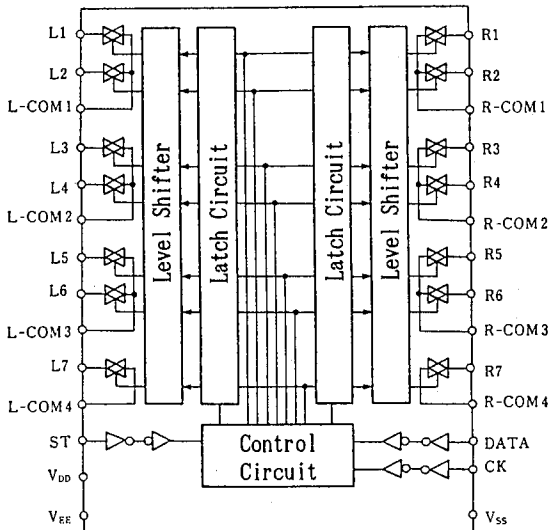 L1
L2
L-COM1
L3
L4
L-COM2
L5
L6
L-COM3
L7
L-COM4
ST
VDD
VEE
Level Shifter
Latch Circuit
Latch Circuit
Level Shifter
Control
Circuit
R1
R2
R-COM1
R3
R4
R-COM2
R5
R6
R-COM3
R7
R-COM4
DATA
CK
VSS